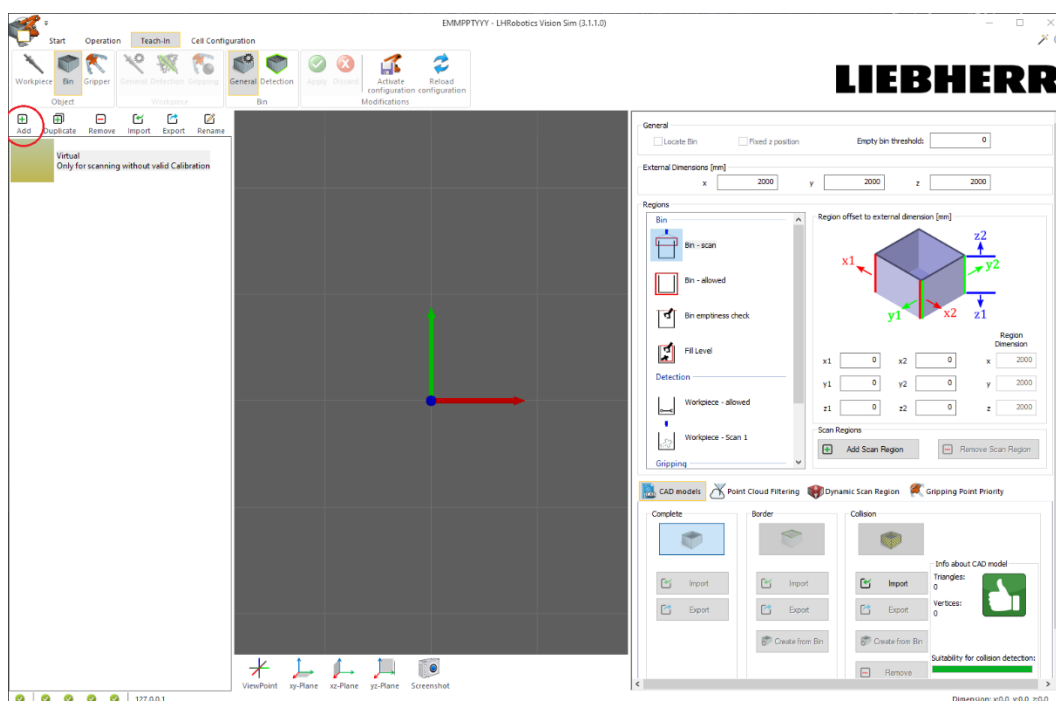 EMMPPTYYY - LHRobotics Vision Sim (3.1.1.0)
Start Operation Teach-In Cell Configuration
Workpiece Bin Gripper General Detection Gripping General Detection Apply Discard Activate configuration Reload configuration
Object Workpiece Bin Modifications
LIEBHERR
Add Duplicate Remove Import Export Rename
Virtual
Only for scanning without valid Calibration
General
Locate Bin Fixed z position Empty bin threshold: 0
External Dimensions [mm]
x 2000 y 2000 z 2000
Regions
Bin
Bin - scan
Bin - allowed
Bin emptiness check
Fill Level
Detection
Workpiece - allowed
Workpiece - Scan 1
Gripping
Region offset to external dimension [mm]
z2
x1
y2
y1 x2 z1
Region
Dimension
x1 0 x2 0 x 2000
y1 0 y2 0 y 2000
z1 0 z2 0 z 2000
Scan Regions
Add Scan Region Remove Scan Region
CAD models Point Cloud Filtering Dynamic Scan Region Gripping Point Priority
Complete Border Collision
Import Import Import
Export Export Export
Create from Bin Create from Bin
Remove
Info about CAD model
Triangles:
0
Vertices:
0
Suitability for collision detection:
ViewPoint xy-Plane xz-Plane yz-Plane Screenshot
127.0.0.1
Dimension: x:0.0, y:0.0, z:0.0